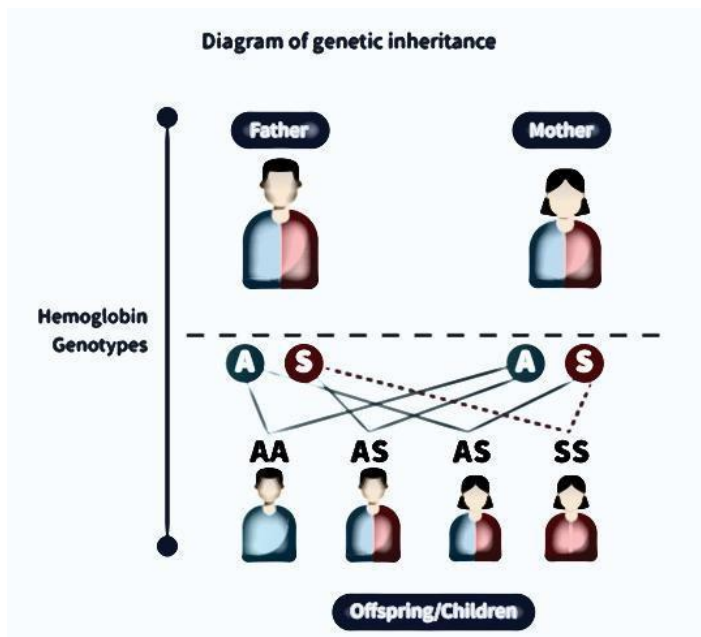 Diagram of genetic inheritance
Father
Mother
Hemoglobin
Genotypes
A S A S
AA AS AS SS
Offspring/Children